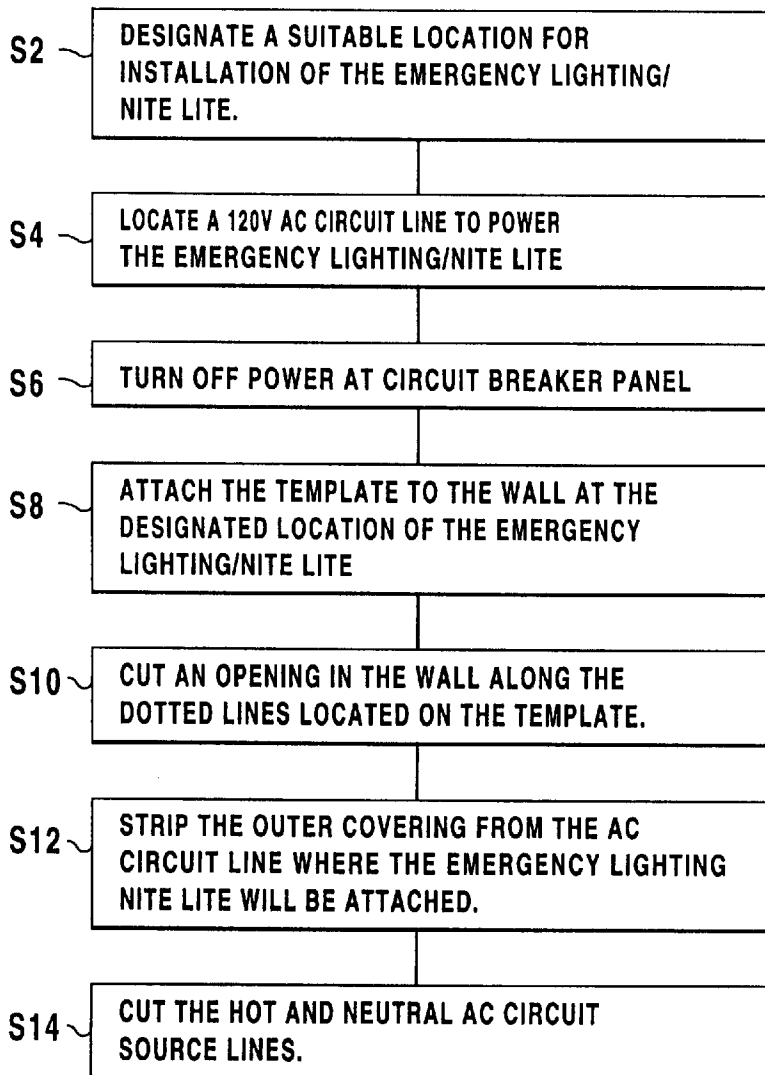 S2
DESIGNATE A SUITABLE LOCATION FOR
INSTALLATION OF THE EMERGENCY LIGHTING/
NITE LITE.
S4
LOCATE A 120V AC CIRCUIT LINE TO POWER
THE EMERGENCY LIGHTING/NITE LITE
S6
TURN OFF POWER AT CIRCUIT BREAKER PANEL
S8
ATTACH THE TEMPLATE TO THE WALL AT THE
DESIGNATED LOCATION OF THE EMERGENCY
LIGHTING/NITE LITE
S10
CUT AN OPENING IN THE WALL ALONG THE
DOTTED LINES LOCATED ON THE TEMPLATE.
S12
STRIP THE OUTER COVERING FROM THE AC
CIRCUIT LINE WHERE THE EMERGENCY LIGHTING
NITE LITE WILL BE ATTACHED.
S14
CUT THE HOT AND NEUTRAL AC CIRCUIT
SOURCE LINES.